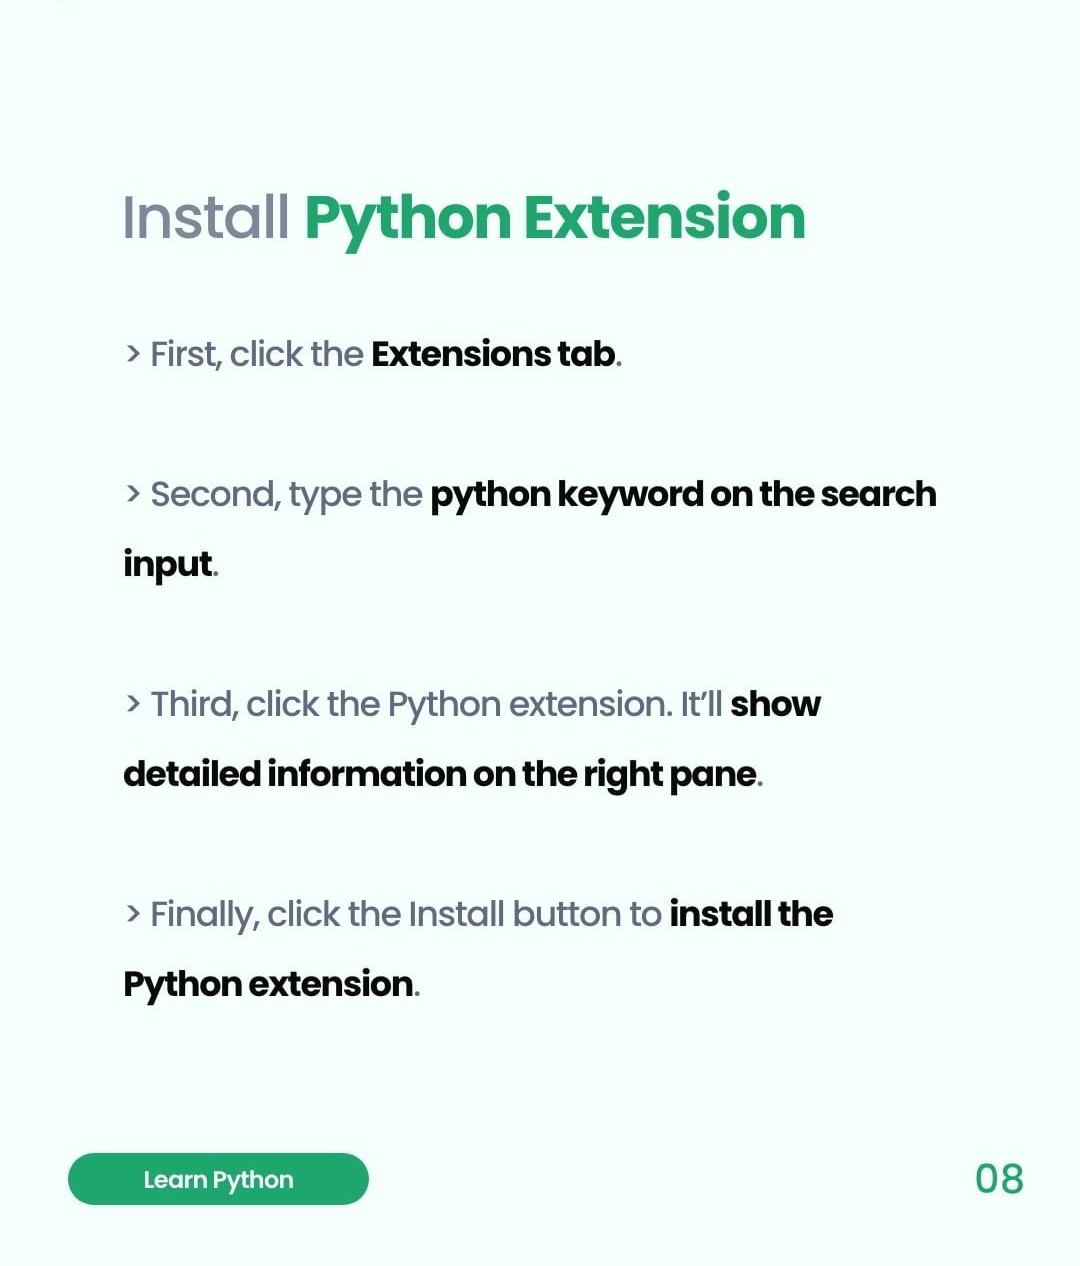 Install Python Extension
> First, click the Extensions tab.
> Second, type the python keyword on the search
input.
> Third, click the Python extension. It’ll show
detailed information on the right pane.
> Finally, click the Install button to install the
Python extension.
Learn Python
08